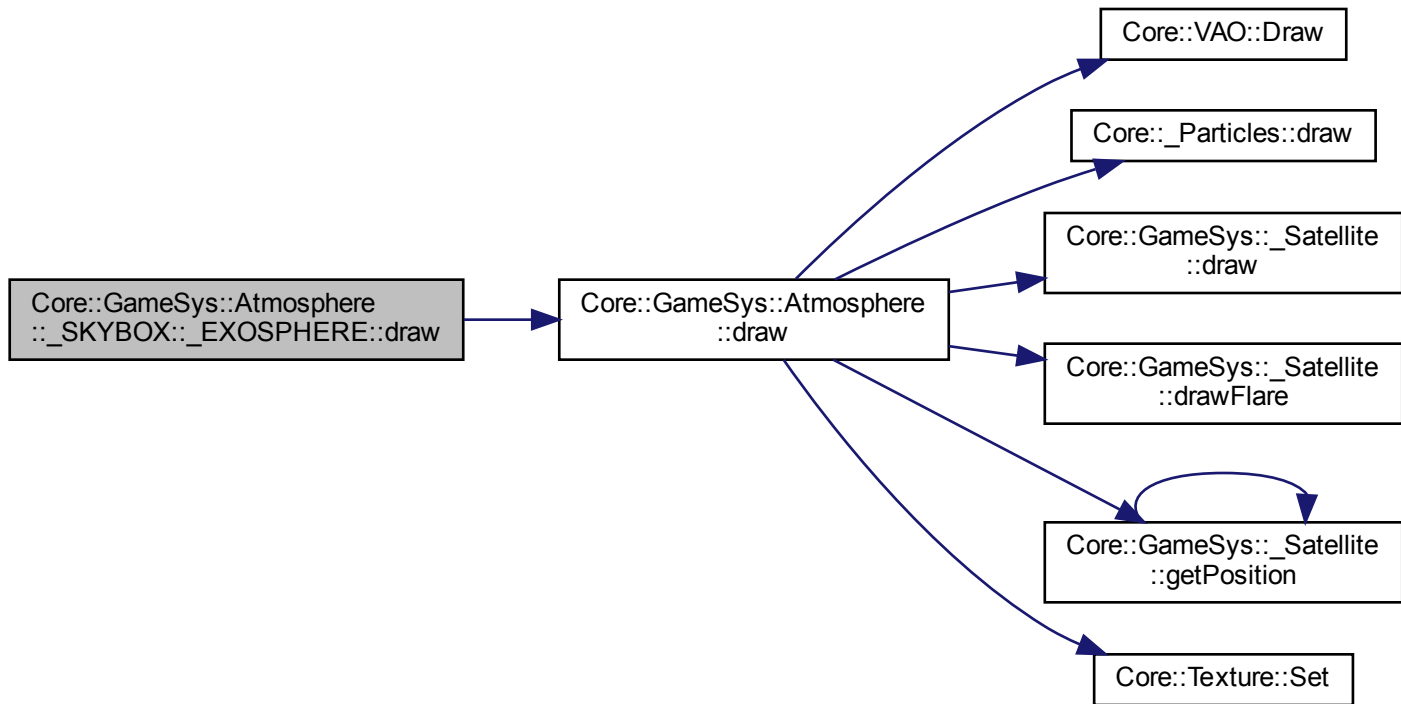 Core::GameSys::Atmosphere
::_SKYBOX::_EXOSPHERE::draw
Core::GameSys::Atmosphere
::draw
Core::VAO::Draw
Core::_Particles::draw
Core::GameSys::_Satellite
::draw
Core::GameSys::_Satellite
::drawFlare
Core::GameSys::_Satellite
::getPosition
Core::Texture::Set